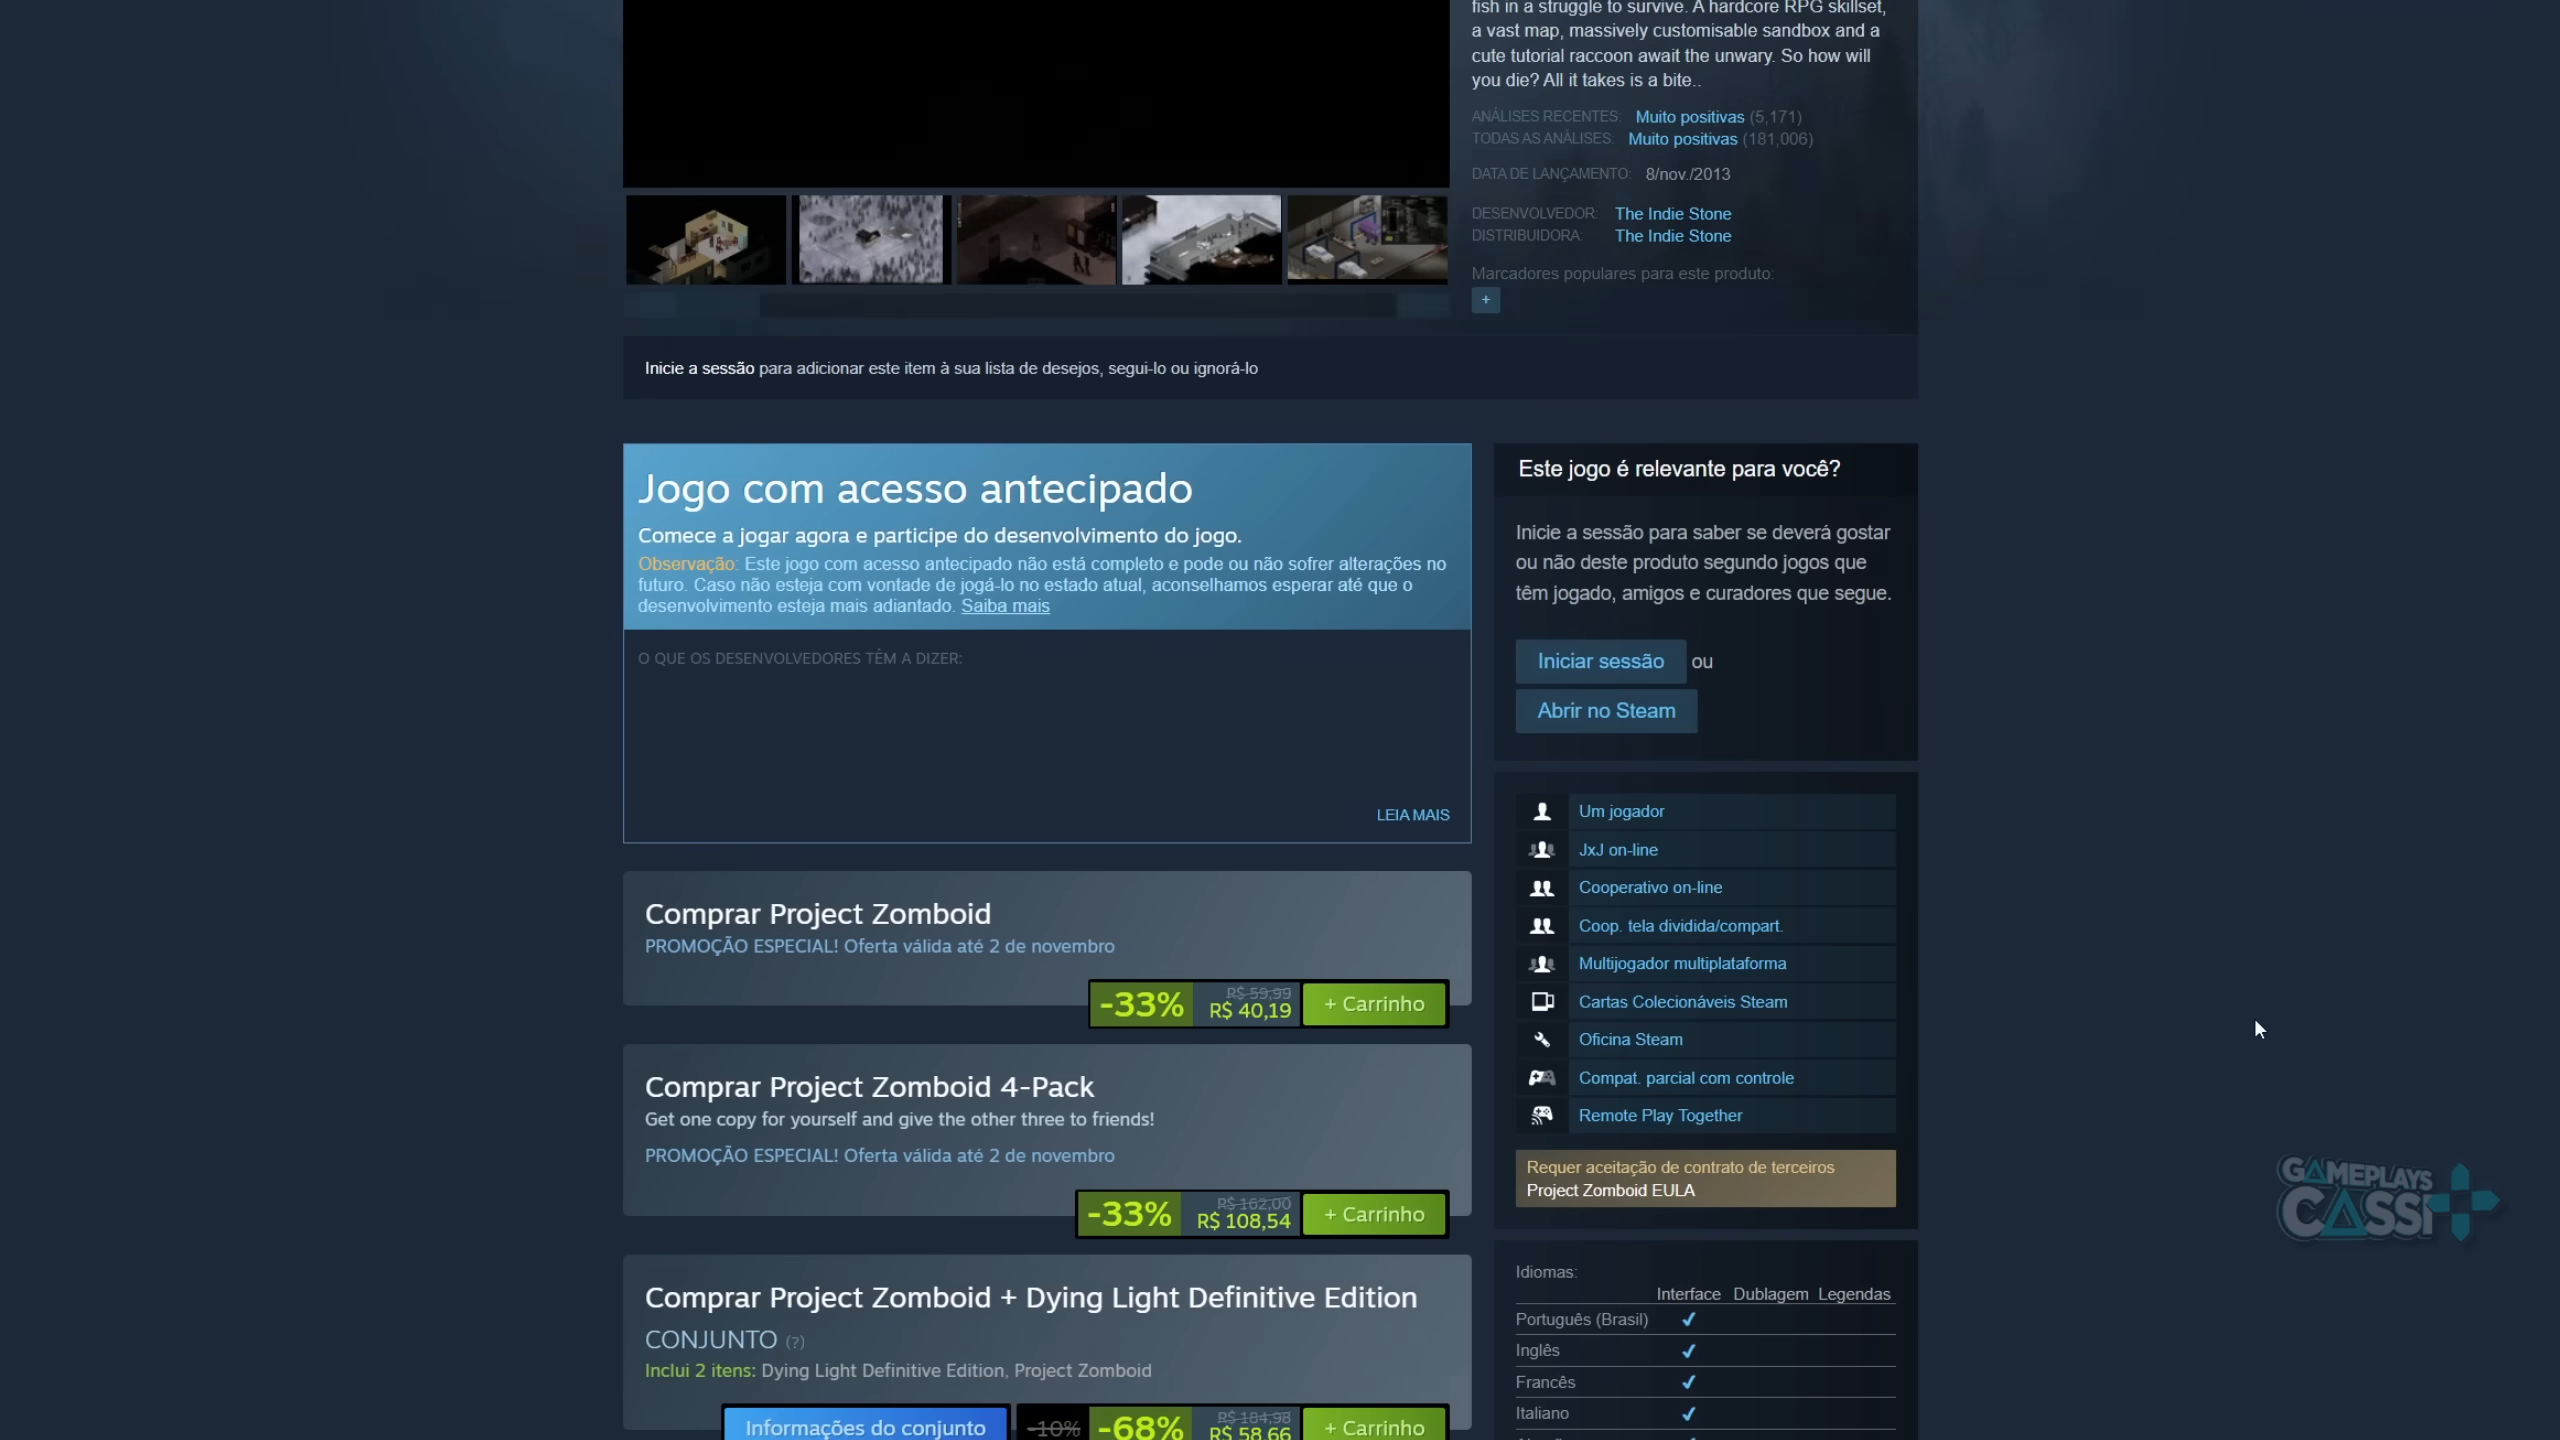 fish in a struggle to survive. A hardcore RPG skillset,
a vast map, massively customisable sandbox and a
cute tutorial raccoon await the unwary. So how will
you die? All it takes is a bite..
ANÁLISES RECENTES: Muito positivas (5,171)
TODAS AS ANÁLISES: Muito positivas (181,006)
DATA DE LANÇAMENTO: 8/nov./2013
DESENVOLVEDOR: The Indie Stone
DISTRIBUIDORA: The Indie Stone
Marcadores populares para este produto:
+
Inicie a sessão para adicionar este item à sua lista de desejos, segui-lo ou ignorá-lo
Jogo com acesso antecipado
Comece a jogar agora e participe do desenvolvimento do jogo.
Observação: Este jogo com acesso antecipado não está completo e pode ou não sofrer alterações no
futuro. Caso não esteja com vontade de jogá-lo no estado atual, aconselhamos esperar até que o
desenvolvimento esteja mais adiantado. Saiba mais
O QUE OS DESENVOLVEDORES TÊM A DIZER:
LEIA MAIS
Comprar Project Zomboid
PROMOÇÃO ESPECIAL! Oferta válida até 2 de novembro
-33% R$ 59,99 R$ 40,19 + Carrinho
Comprar Project Zomboid 4-Pack
Get one copy for yourself and give the other three to friends!
PROMOÇÃO ESPECIAL! Oferta válida até 2 de novembro
-33% R$ 162,00 R$ 108,54 + Carrinho
Comprar Project Zomboid + Dying Light Definitive Edition
CONJUNTO (?)
Inclui 2 itens: Dying Light Definitive Edition, Project Zomboid
Informações do conjunto -10% -68% R$ 184,98 R$ 58,66 + Carrinho
Este jogo é relevante para você?
Inicie a sessão para saber se deverá gostar
ou não deste produto segundo jogos que
têm jogado, amigos e curadores que segue.
Iniciar sessão ou
Abrir no Steam
Um jogador
JxJ on-line
Cooperativo on-line
Coop. tela dividida/compart.
Multijogador multiplataforma
Cartas Colecionáveis Steam
Oficina Steam
Compat. parcial com controle
Remote Play Together
Requer aceitação de contrato de terceiros
Project Zomboid EULA
Idiomas:
Interface Dublagem Legendas
Português (Brasil) ✔
Inglês ✔
Francês ✔
Italiano ✔
GAMEPLAYS
CASSI